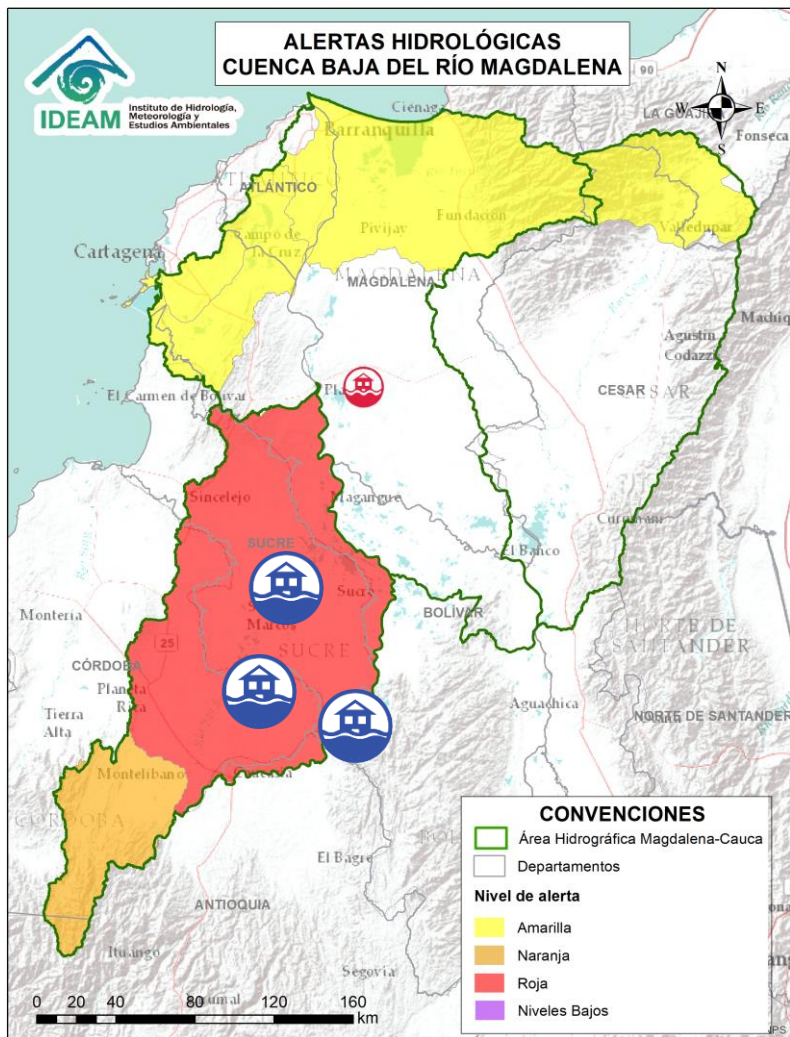 ALERTAS HIDROLÓGICAS
CUENCA BAJA DEL RÍO MAGDALENA
IDEAM
Instituto de Hidrología,
Meteorología y
Estudios Ambientales
90
N
W E
S
Ciénaga
LA GUAJIRA
Fonseca
Barranquilla
ATLÁNTICO
Cartagena
Campo de
la Cruz
Pivijay
Fundación
Valledupar
MAGDALENA
MAGDALENA
Agustín
Codazzi
CESAR
CESAR
El Carmen de Bolívar
Sincelejo
Magangué
SUCRE
Curumaní
El Banco
Sucre
BOLÍVAR
Marcos
SUCRE
Montería
25
CÓRDOBA
Planeta
Rica
Tierra
Alta
NORTE DE
SANTANDER
Aguachica
NORTE DE SANTANDER
Montelíbano
CÓRDOBA
El Bagre
ANTIOQUIA
Ituango
Segovia
0 20 40 80 120 160
km
CONVENCIONES
Área Hidrográfica Magdalena-Cauca
Departamentos
Nivel de alerta
Amarilla
Naranja
Roja
Niveles Bajos